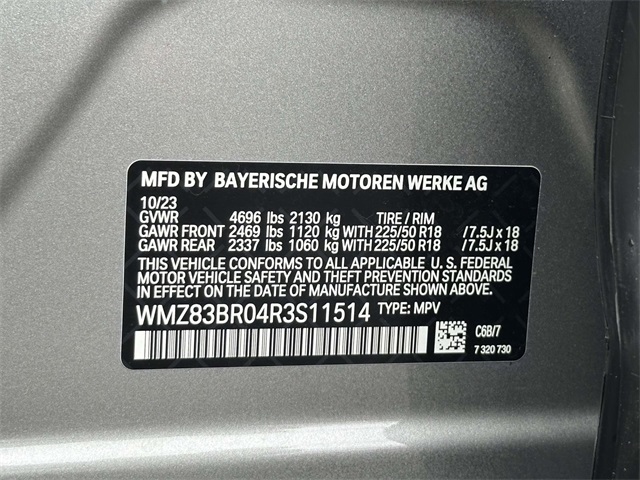 MFD BY BAYERISCHE MOTOREN WERKE AG
10/23
GVWR 4696 lbs 2130 kg TIRE / RIM
GAWR FRONT 2469 lbs 1120 kg WITH 225/50 R18 /7.5J x 18
GAWR REAR 2337 lbs 1060 kg WITH 225/50 R18 /7.5J x 18
THIS VEHICLE CONFORMS TO ALL APPLICABLE U. S. FEDERAL
MOTOR VEHICLE SAFETY AND THEFT PREVENTION STANDARDS
IN EFFECT ON THE DATE OF MANUFACTURE SHOWN ABOVE.
WMZ83BR04R3S11514 TYPE: MPV
C6B/7
7 320 730